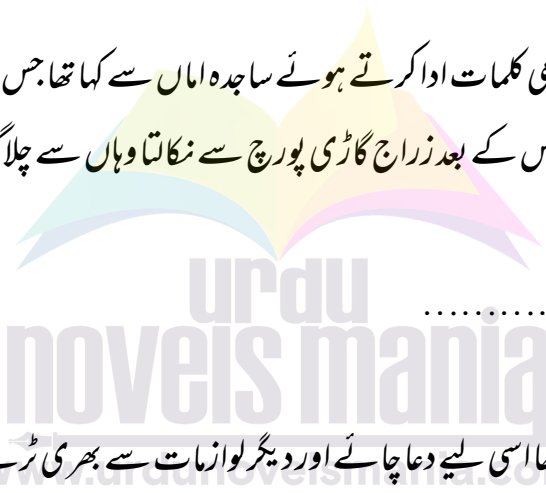 ی کلمات ادا کرتے ہوئے ساجدہ اماں سے کہا تھا جس
س کے بعد زراج گاڑی پورچ سے نکالتا وہاں سے چلا
urdu
novels mania
..........
ا اسی لیے دعا چائے اور دیگر لوازمات سے بھری ٹر